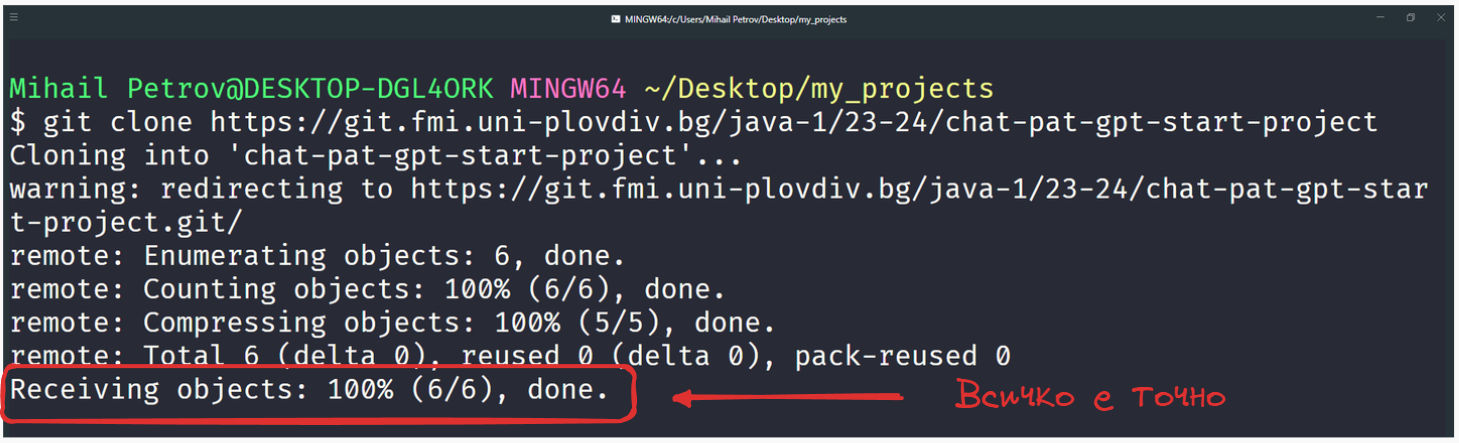 MINGW64:/c/Users/Mihail Petrov/Desktop/my_projects
Mihail Petrov@DESKTOP-DGL4ORK MINGW64 ~/Desktop/my_projects
$ git clone https://git.fmi.uni-plovdiv.bg/java-1/23-24/chat-pat-gpt-start-project
Cloning into 'chat-pat-gpt-start-project'...
warning: redirecting to https://git.fmi.uni-plovdiv.bg/java-1/23-24/chat-pat-gpt-star
t-project.git/
remote: Enumerating objects: 6, done.
remote: Counting objects: 100% (6/6), done.
remote: Compressing objects: 100% (5/5), done.
remote: Total 6 (delta 0), reused 0 (delta 0), pack-reused 0
Receiving objects: 100% (6/6), done.
Всичко е точно